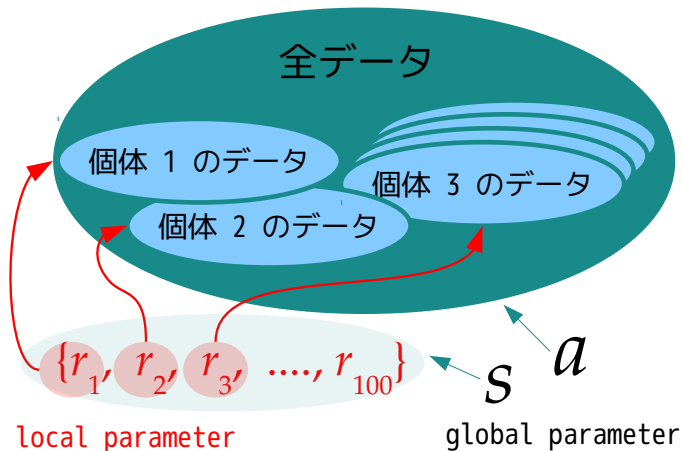 全データ
個体 1 のデータ
個体 3 のデータ
個体 2 のデータ
{r1, r2, r3, ...., r100}
s
a
local parameter
global parameter